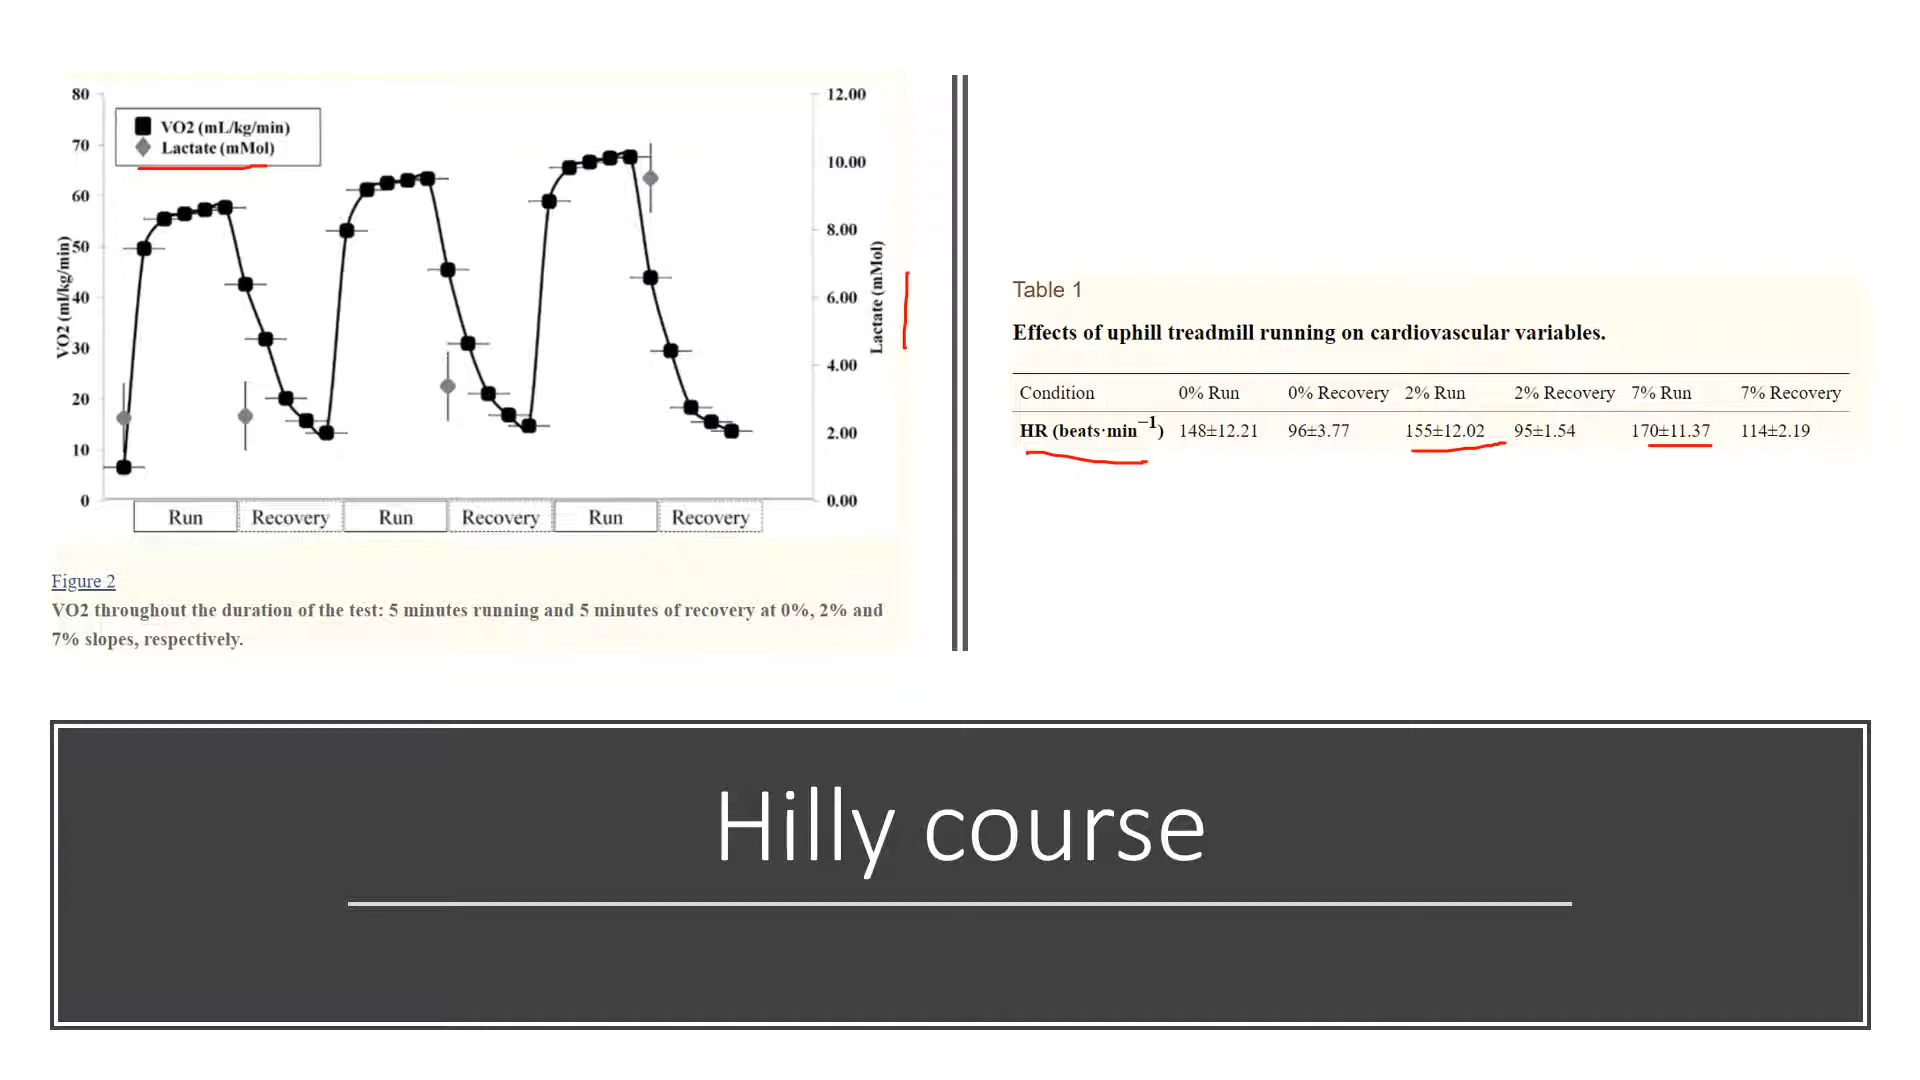 80
70
60
50
40
30
20
10
0
VO2 (ml/kg/min)
VO2 (mL/kg/min)
Lactate (mMol)
12.00
10.00
8.00
6.00
4.00
2.00
0.00
Lactate (mMol)
Run Recovery Run Recovery Run Recovery
Figure 2
VO2 throughout the duration of the test: 5 minutes running and 5 minutes of recovery at 0%, 2% and
7% slopes, respectively.
Table 1
Effects of uphill treadmill running on cardiovascular variables.
Condition 0% Run 0% Recovery 2% Run 2% Recovery 7% Run 7% Recovery
HR (beats·min⁻¹) 148±12.21 96±3.77 155±12.02 95±1.54 170±11.37 114±2.19
Hilly course